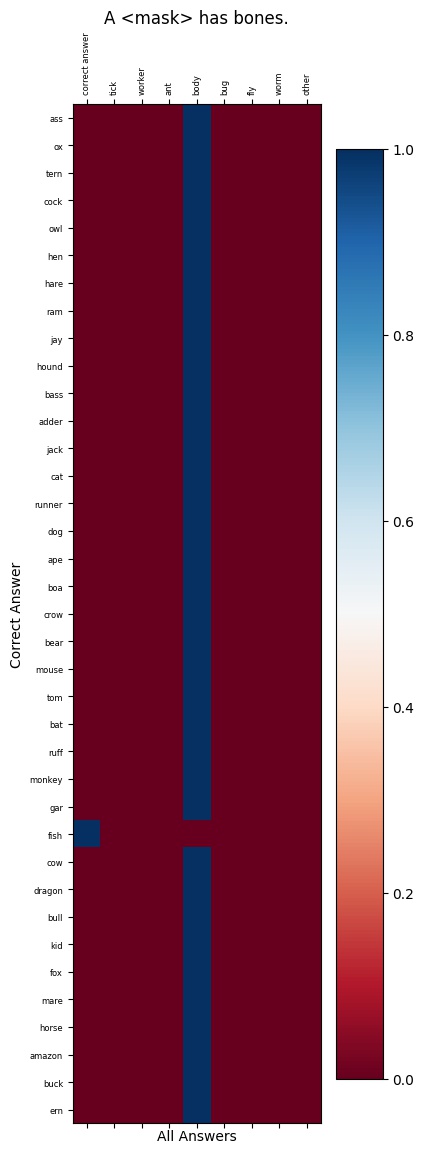 A <mask> has bones.
correct answer
tick
worker
ant
body
bug
fly
worm
other
ass
ox
tern
cock
owl
hen
hare
ram
jay
hound
bass
adder
jack
cat
runner
dog
ape
boa
crow
bear
mouse
tom
bat
ruff
monkey
gar
fish
cow
dragon
bull
kid
fox
mare
horse
amazon
buck
ern
Correct Answer
All Answers
1.0
0.8
0.6
0.4
0.2
0.0